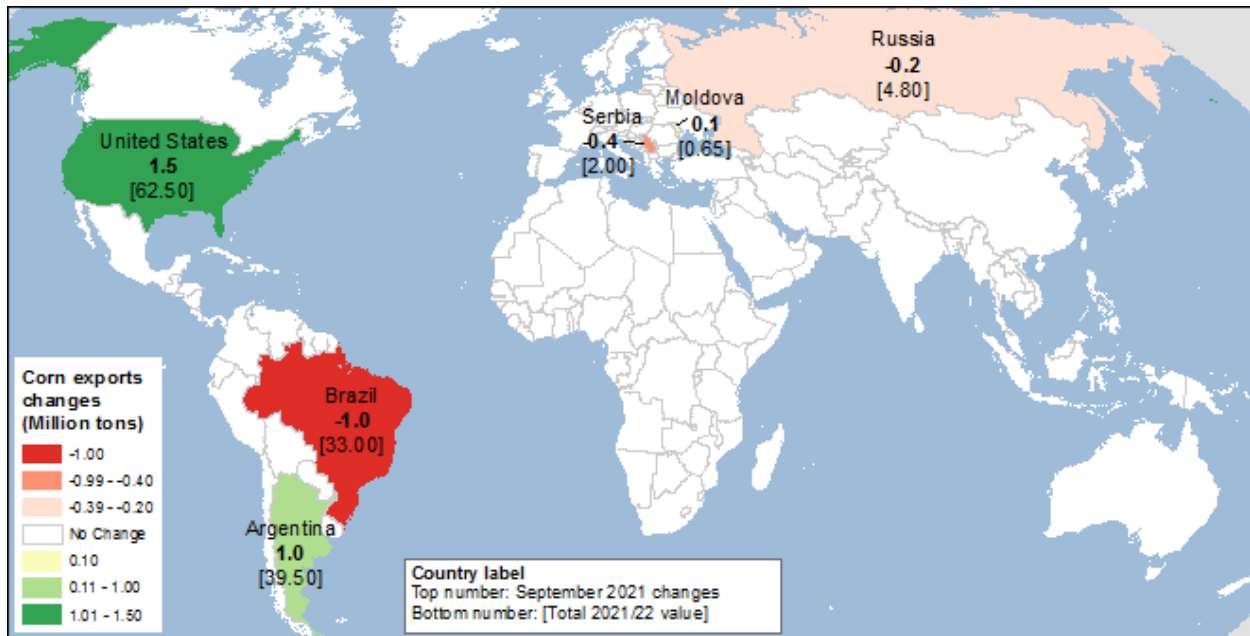 Russia
-0.2
[4.80]
Moldova
0.1
[0.65]
Serbia
-0.4
[2.00]
United States
1.5
[62.50]
Brazil
-1.0
[33.00]
Argentina
1.0
[39.50]
Corn exports
changes
(Million tons)
-1.00
-0.99 - -0.40
-0.39 - -0.20
No Change
0.10
0.11 - 1.00
1.01 - 1.50
Country label
Top number: September 2021 changes
Bottom number: [Total 2021/22 value]